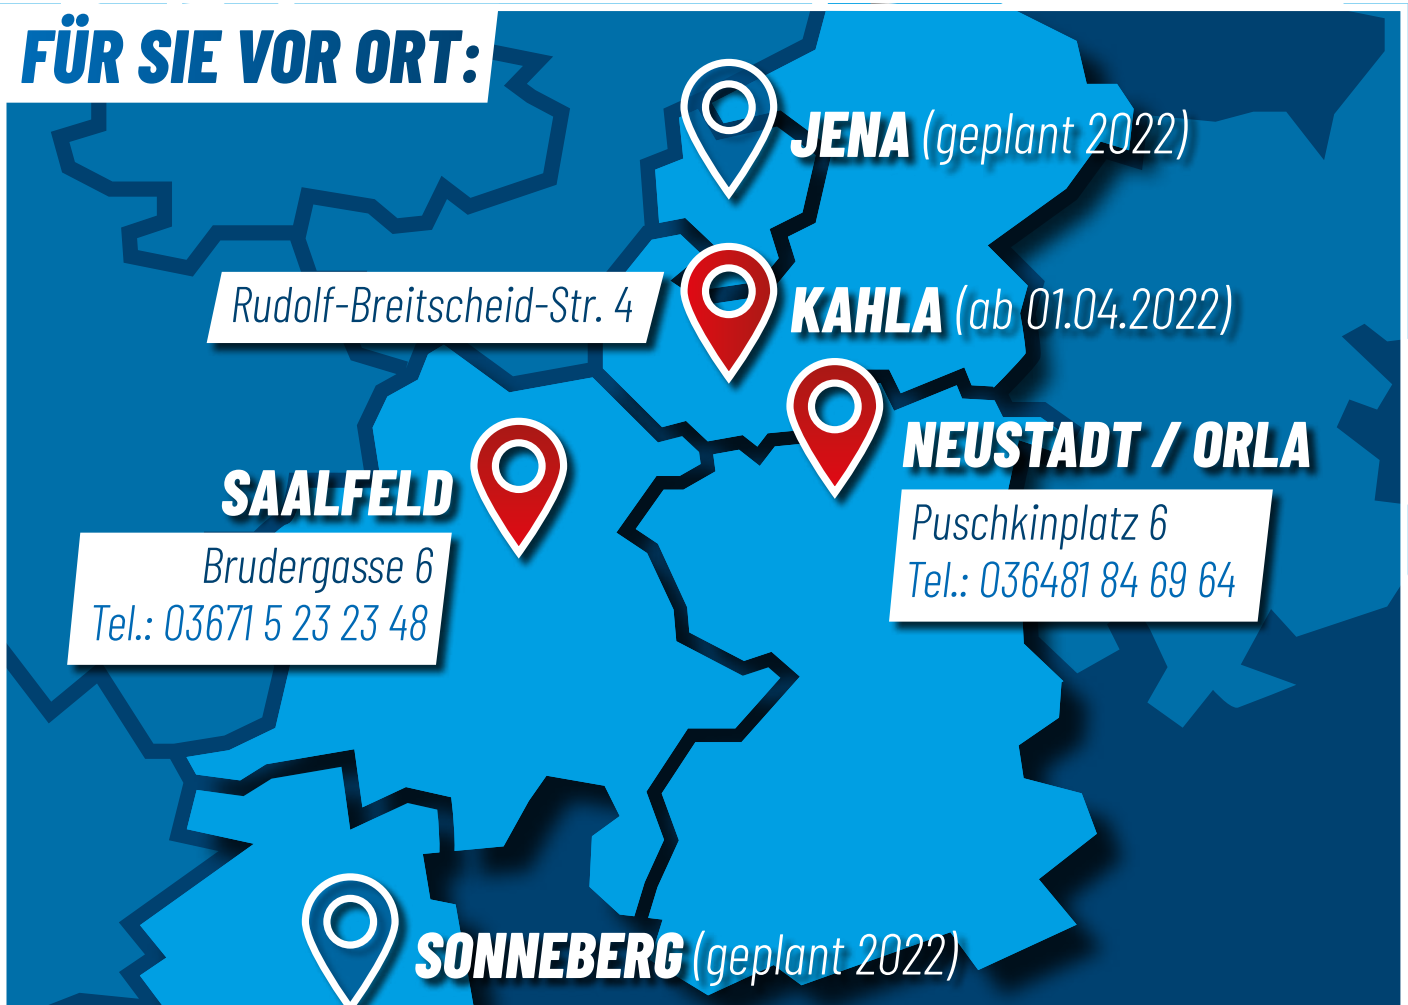 FÜR SIE VOR ORT:
JENA (geplant 2022)
Rudolf-Breitscheid-Str. 4
KAHLA (ab 01.04.2022)
NEUSTADT / ORLA
Puschkinplatz 6
Tel.: 036481 84 69 64
SAALFELD
Brudergasse 6
Tel.: 03671 5 23 23 48
SONNEBERG (geplant 2022)